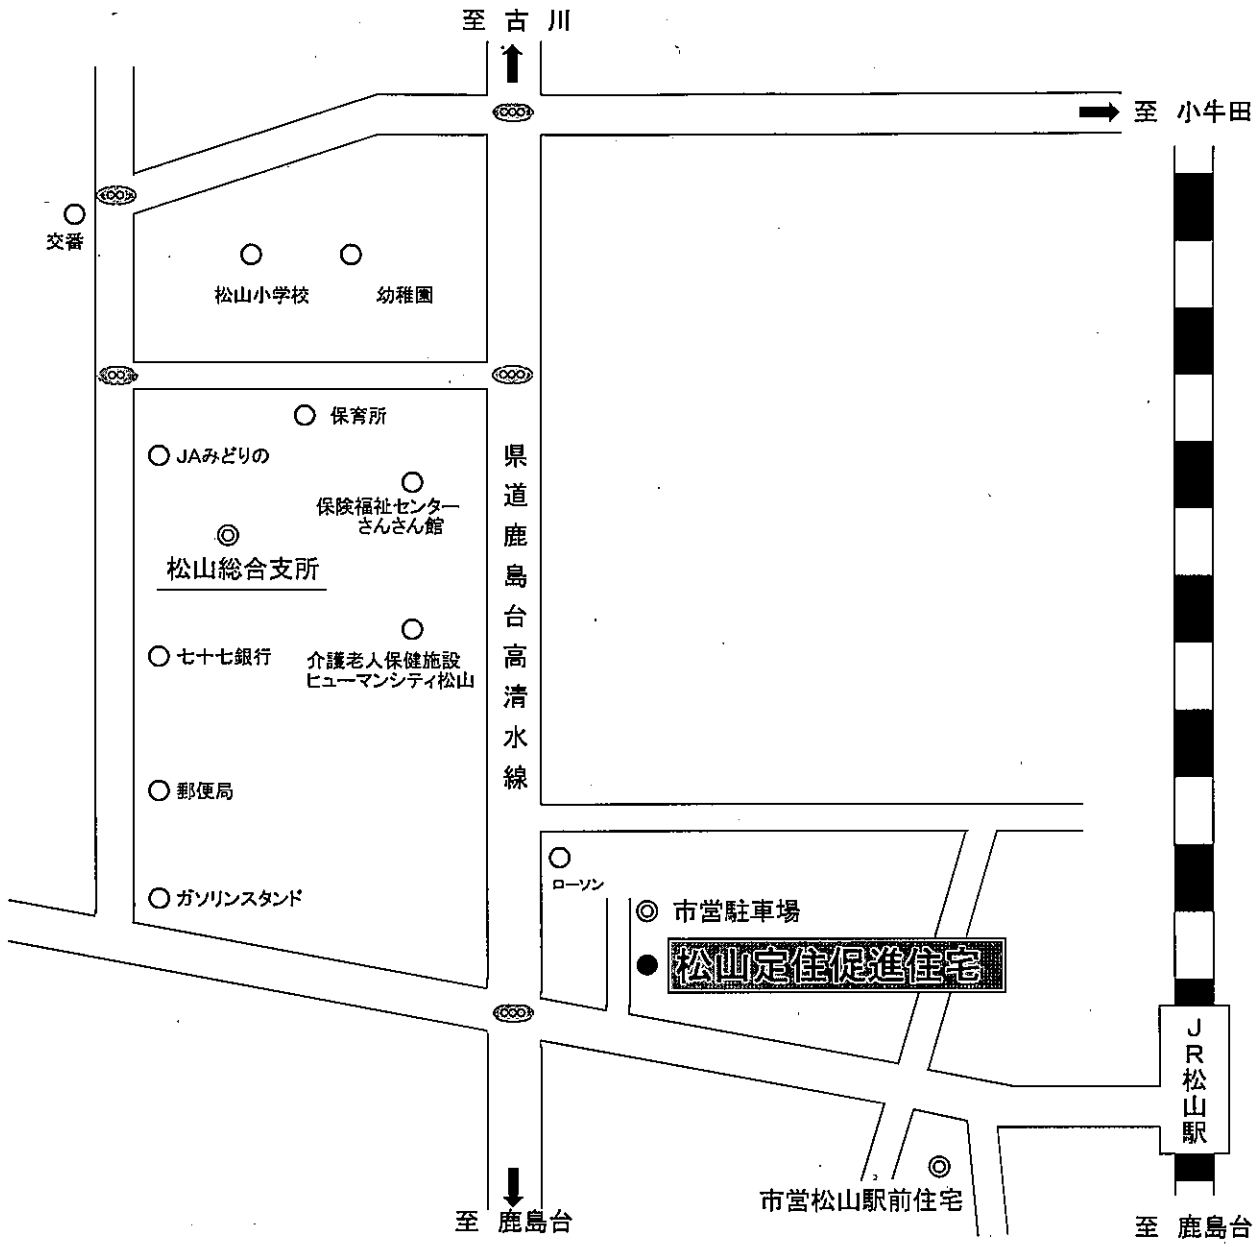 至 古 川
至 小牛田
交番
松山小学校
幼稚園
保育所
JAみどりの
保険福祉センター
さんさん館
松山総合支所
県道鹿島台高清水線
七十七銀行
介護老人保健施設
ヒューマンシティ松山
郵便局
ローソン
ガソリンスタンド
市営駐車場
松山定住促進住宅
JR松山駅
市営松山駅前住宅
至 鹿島台
至 鹿島台